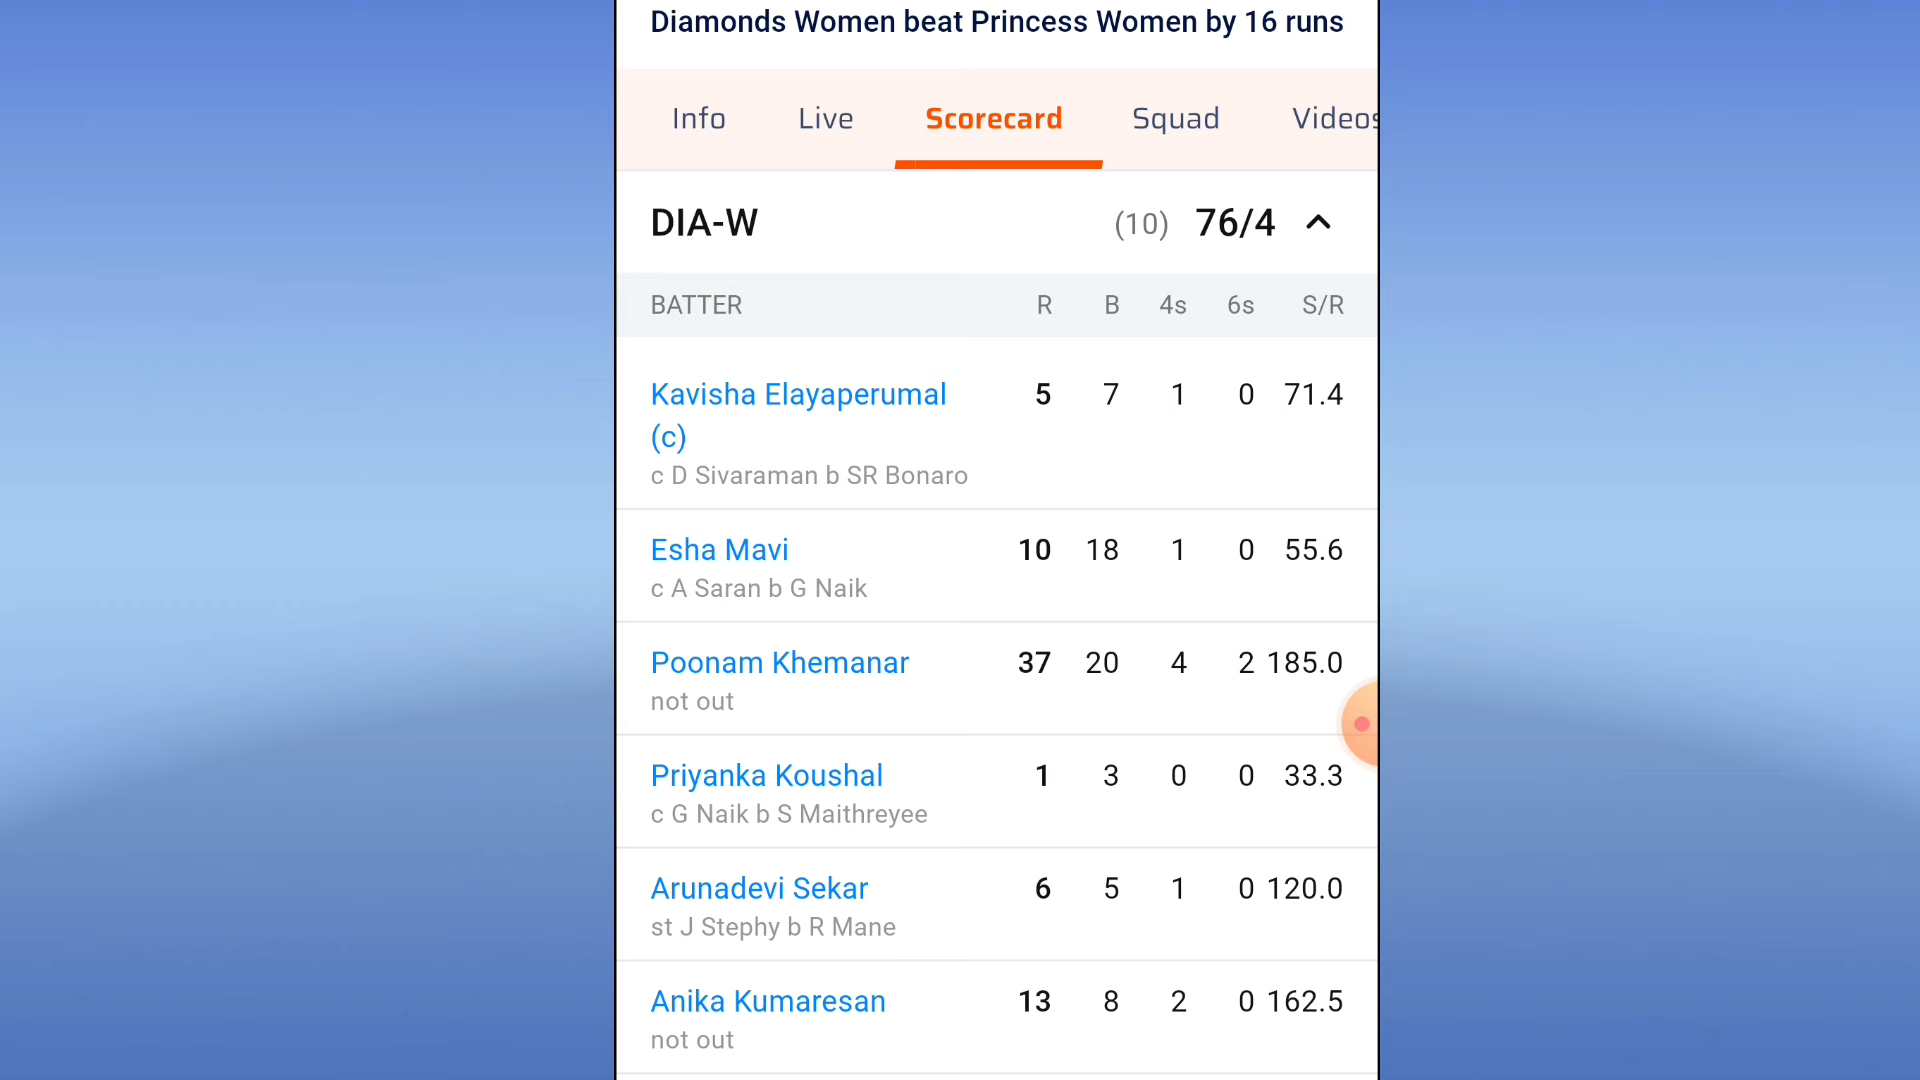 Diamonds Women beat Princess Women by 16 runs
Info Live Scorecard Squad Videos
DIA-W (10) 76/4
BATTER R B 4s 6s S/R
Kavisha Elayaperumal 5 7 1 0 71.4
(c)
c D Sivaraman b SR Bonaro
Esha Mavi 10 18 1 0 55.6
c A Saran b G Naik
Poonam Khemanar 37 20 4 2 185.0
not out
Priyanka Koushal 1 3 0 0 33.3
c G Naik b S Maithreyee
Arunadevi Sekar 6 5 1 0 120.0
st J Stephy b R Mane
Anika Kumaresan 13 8 2 0 162.5
not out